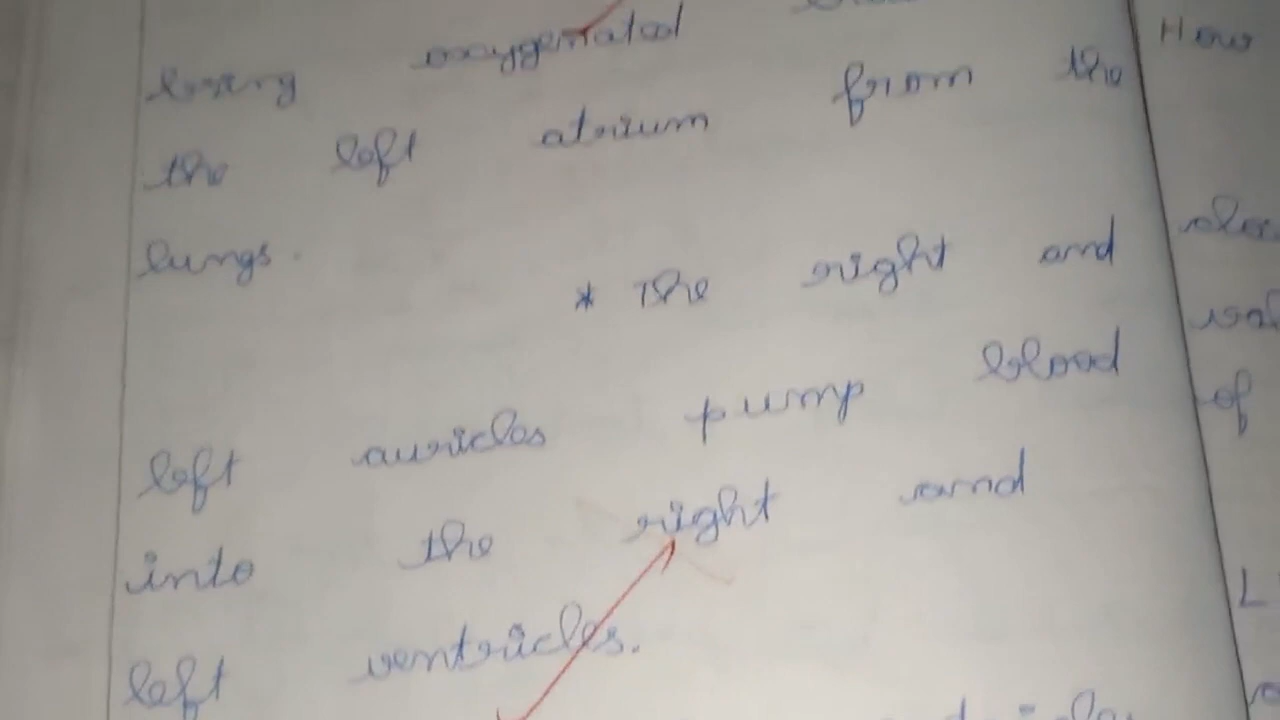 bring oxygenated
the left atrium from the
lungs.
* The right and
left auricles pump blood
into the right and
left ventricles.
How
of
L